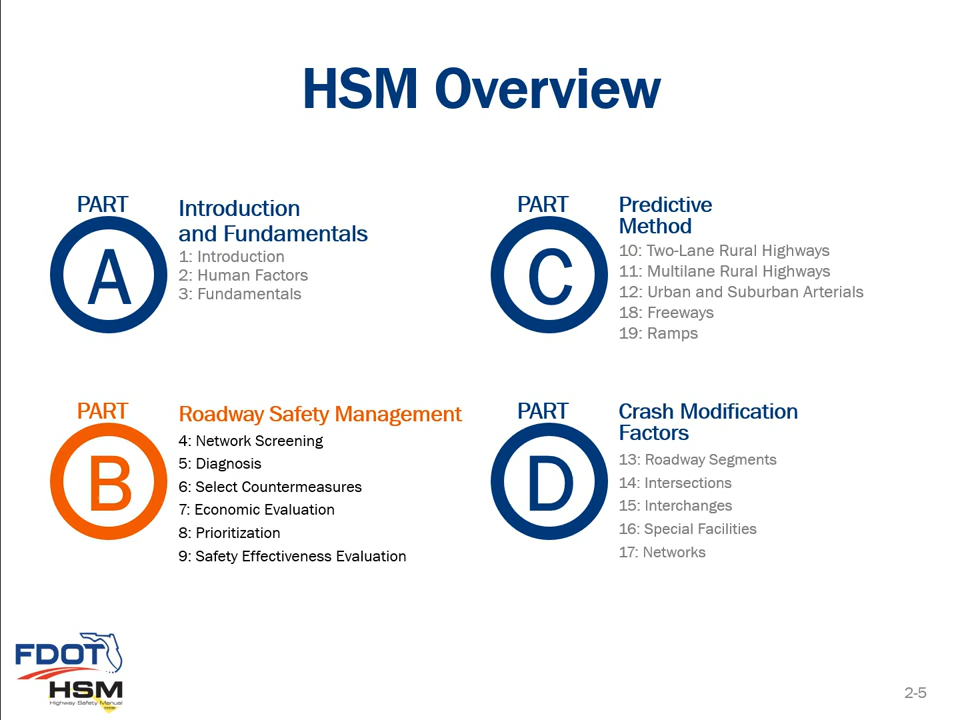 HSM Overview
PART
A
Introduction
and Fundamentals
1: Introduction
2: Human Factors
3: Fundamentals
PART
B
Roadway Safety Management
4: Network Screening
5: Diagnosis
6: Select Countermeasures
7: Economic Evaluation
8: Prioritization
9: Safety Effectiveness Evaluation
PART
C
Predictive
Method
10: Two-Lane Rural Highways
11: Multilane Rural Highways
12: Urban and Suburban Arterials
18: Freeways
19: Ramps
PART
D
Crash Modification
Factors
13: Roadway Segments
14: Intersections
15: Interchanges
16: Special Facilities
17: Networks
FDOT
HSM
Highway Safety Manual
2-5